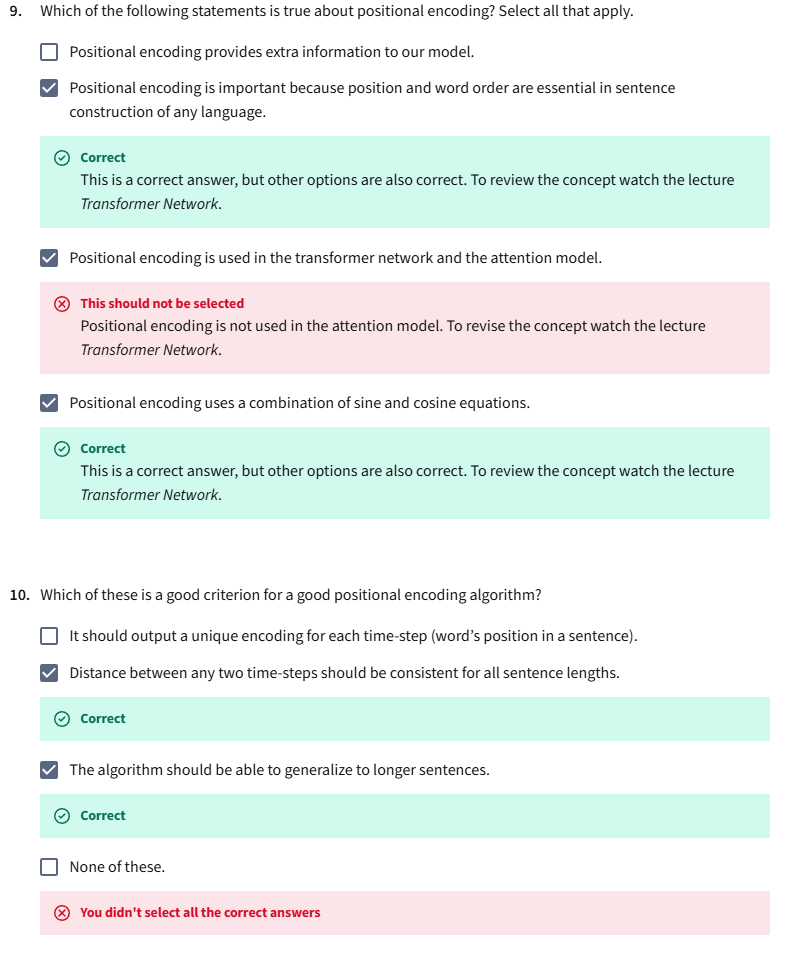 9. Which of the following statements is true about positional encoding? Select all that apply.
Positional encoding provides extra information to our model.
Positional encoding is important because position and word order are essential in sentence
construction of any language.
Correct
This is a correct answer, but other options are also correct. To review the concept watch the lecture
Transformer Network.
Positional encoding is used in the transformer network and the attention model.
This should not be selected
Positional encoding is not used in the attention model. To revise the concept watch the lecture
Transformer Network.
Positional encoding uses a combination of sine and cosine equations.
Correct
This is a correct answer, but other options are also correct. To review the concept watch the lecture
Transformer Network.
10. Which of these is a good criterion for a good positional encoding algorithm?
It should output a unique encoding for each time-step (word’s position in a sentence).
Distance between any two time-steps should be consistent for all sentence lengths.
Correct
The algorithm should be able to generalize to longer sentences.
Correct
None of these.
You didn't select all the correct answers